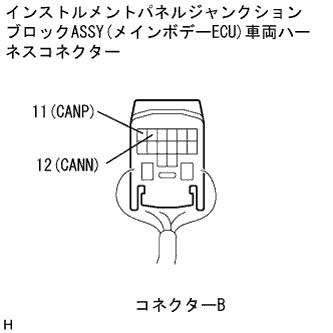 インストルメントパネルジャンクション
ブロックASSY(メインボデーECU)車両ハー
ネスコネクター
11(CANP)
12(CANN)
コネクターB
H